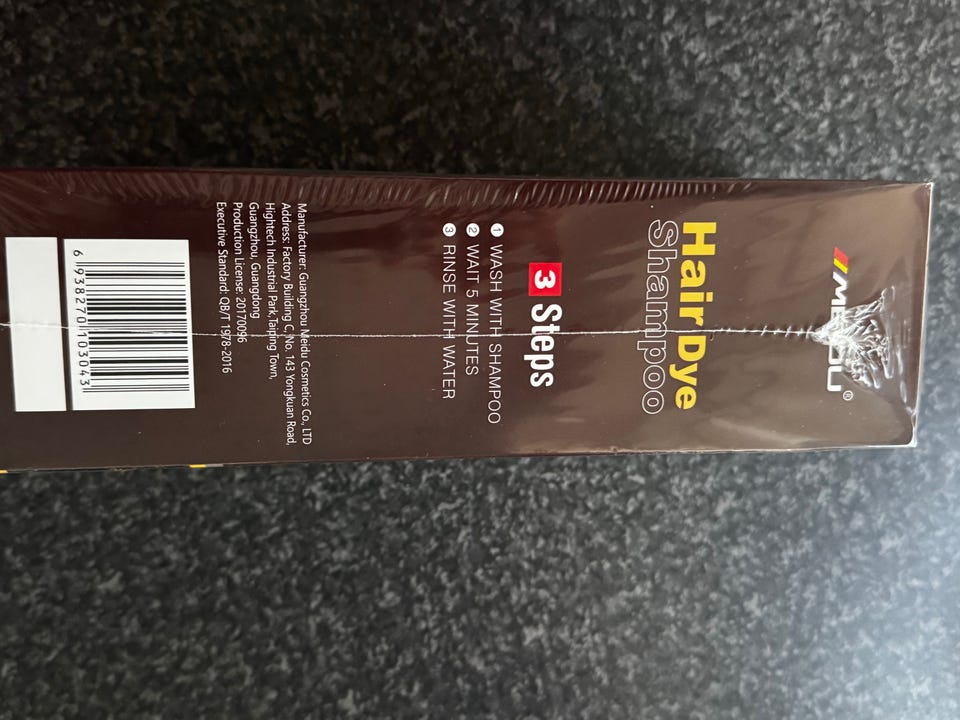 Hair Dye
Shampoo
3 Steps
1 WASH WITH SHAMPOO
2 WAIT 5 MINUTES
3 RINSE WITH WATER
Manufacturer: Guangzhou Meidu Cosmetics Co., LTD
Address: Factory Building C, No. 143 Yongkuan Road,
Hightech Industrial Park, Taiping Town,
Guangzhou, Guangdong
Production License: 20170096
Executive Standard: QB/T 1978-2016
6 938270 103043